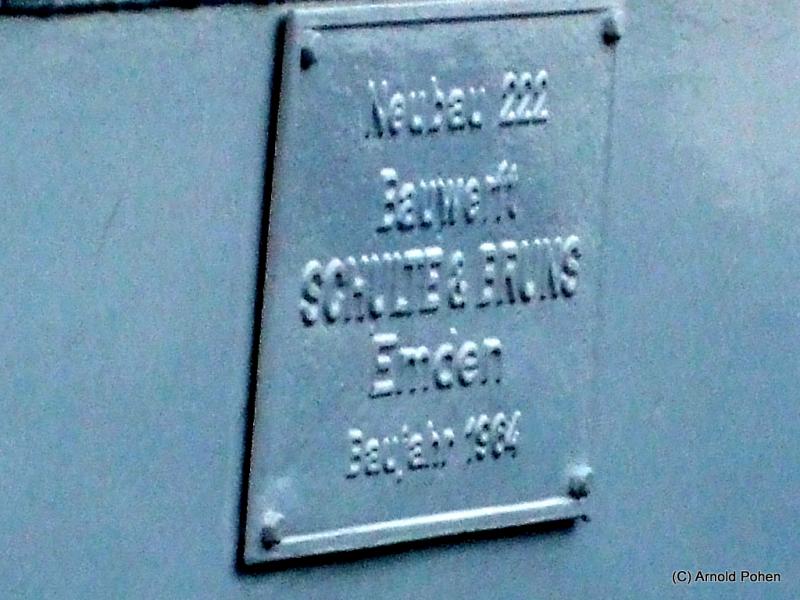 Neubau 222
Bauwerft
SCHULTE & BRUNS
Emden
Baujahr 1964
(C) Arnold Pohen